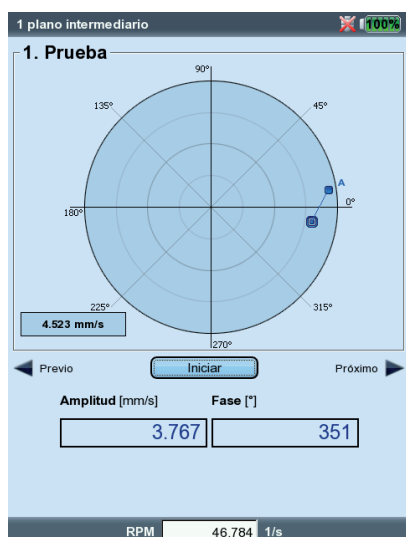 1 plano intermediario
100%
1. Prueba
90°
135°
45°
A
180°
0°
225°
315°
4.523 mm/s
270°
Previo
Iniciar
Próximo
Amplitud [mm/s]
Fase [°]
3.767
351
RPM 46.784 1/s